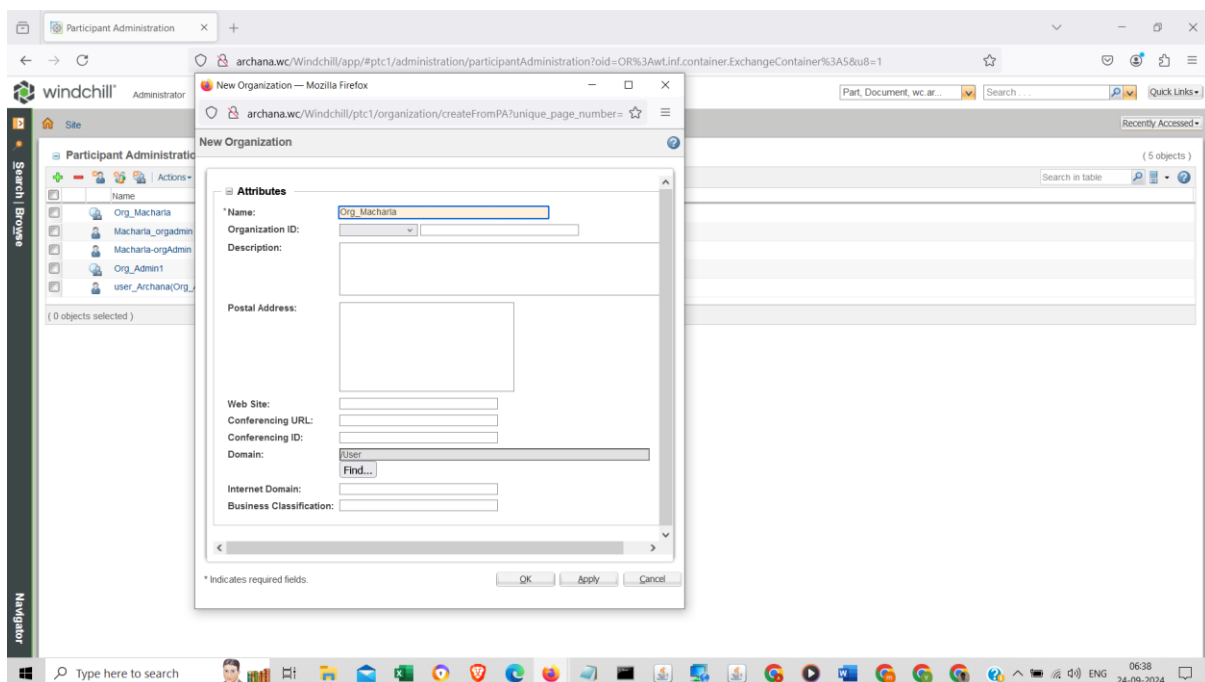 Participant Administration
archana.wc/Windchill/app/#ptc1/administration/participantAdministration?oid=OR%3Awt.inf.container.ExchangeContainer%3A5&u8=1
windchill Administrator
Part, Document, wc.ar... Search . . . Quick Links
Site
Recently Accessed
Participant Administratio
( 5 objects )
Actions
Search in table
Name
Org_Macharla
Macharla_orgadmin
Macharla-orgAdmin
Org_Admin1
user_Archana(Org_
( 0 objects selected )
Search | Browse
Navigator
New Organization — Mozilla Firefox
archana.wc/Windchill/ptc1/organization/createFromPA?unique_page_number=
New Organization
Attributes
*Name: Org_Macharla
Organization ID:
Description:
Postal Address:
Web Site:
Conferencing URL:
Conferencing ID:
Domain: /User
Find...
Internet Domain:
Business Classification:
* Indicates required fields.
OK Apply Cancel
Type here to search
ENG
06:38
24-09-2024